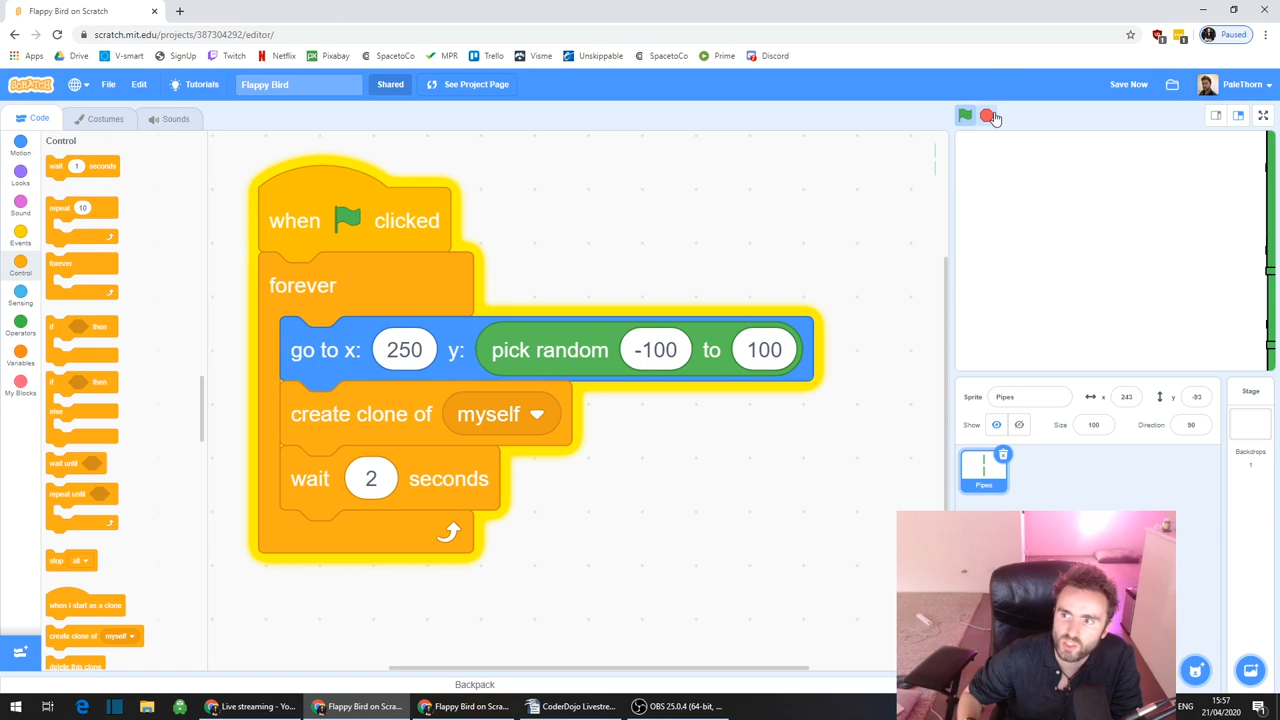 Flappy Bird on Scratch
scratch.mit.edu/projects/387304292/editor/
Paused
Apps Drive V-smart SignUp Twitch Netflix Pixabay SpacetoCo MPR Trello Visme Unskippable SpacetoCo Prime Discord
SCRATCH File Edit Tutorials Flappy Bird Shared See Project Page Save Now PaleThorn
Code Costumes Sounds
Motion
Looks
Sound
Events
Control
Sensing
Operators
Variables
My Blocks
Control
wait 1 seconds
repeat 10
forever
if then
if then
else
wait until
repeat until
stop all
when I start as a clone
create clone of myself
delete this clone
when clicked
forever
go to x: 250 y: pick random -100 to 100
create clone of myself
wait 2 seconds
Sprite Pipes x 243 y -93
Show Size 100 Direction 90
Pipes
Stage
Backdrops
1
Backpack
Live streaming - Yo...
Flappy Bird on Scra...
Flappy Bird on Scra...
CoderDojo Livestre...
OBS 25.0.4 (64-bit, ...
ENG
15:57
21/04/2020